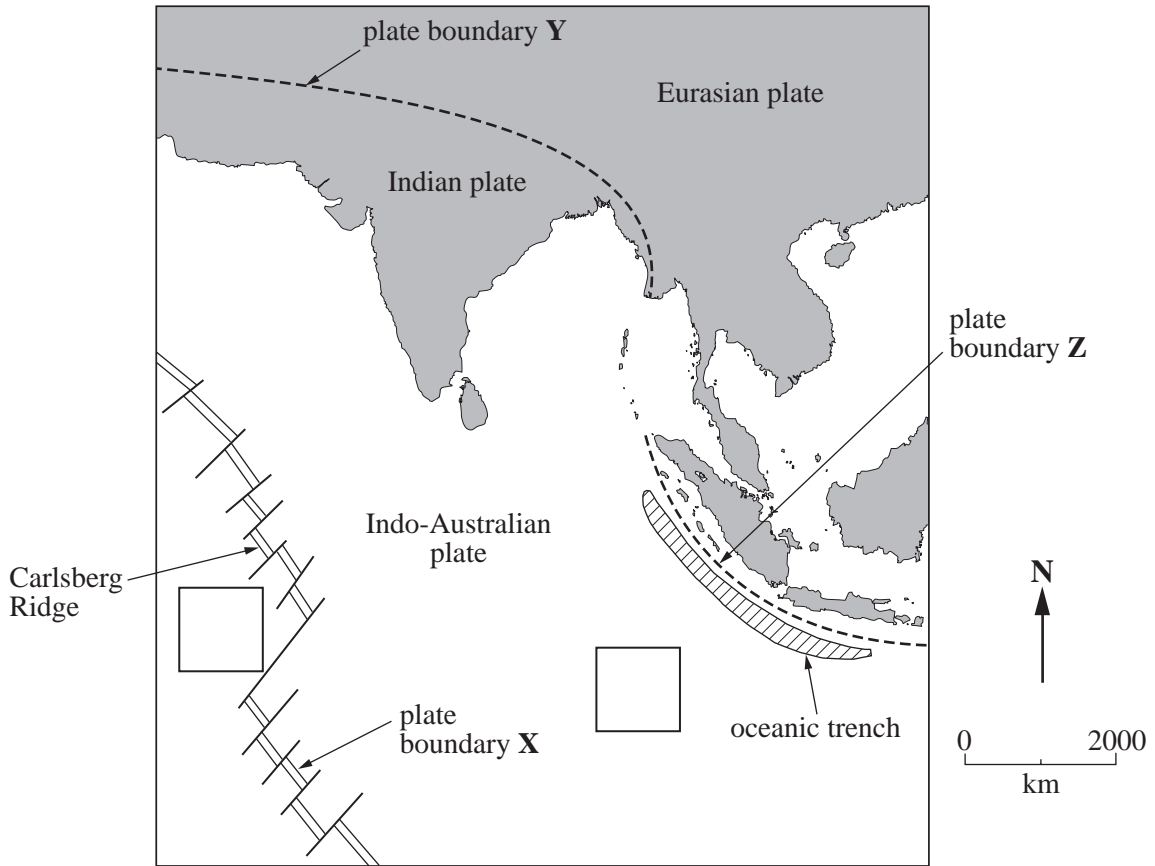 plate boundary Y
Eurasian plate
Indian plate
plate
boundary Z
Indo-Australian
plate
Carlsberg
Ridge
N
plate
boundary X
oceanic trench
0 2000
km